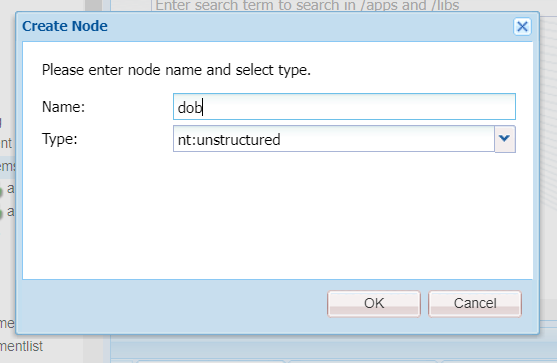 Enter search term to search in /apps and /libs
Create Node
Please enter node name and select type.
Name:
dob
Type:
nt:unstructured
OK
Cancel